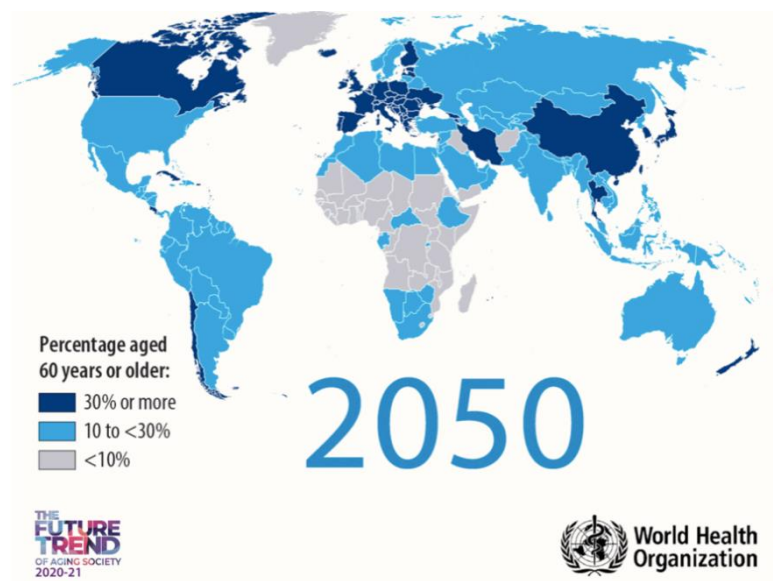 Percentage aged
60 years or older:
30% or more
10 to <30%
<10%
2050
THE
FUTURE
TREND
OF AGING SOCIETY
2020-21
World Health
Organization